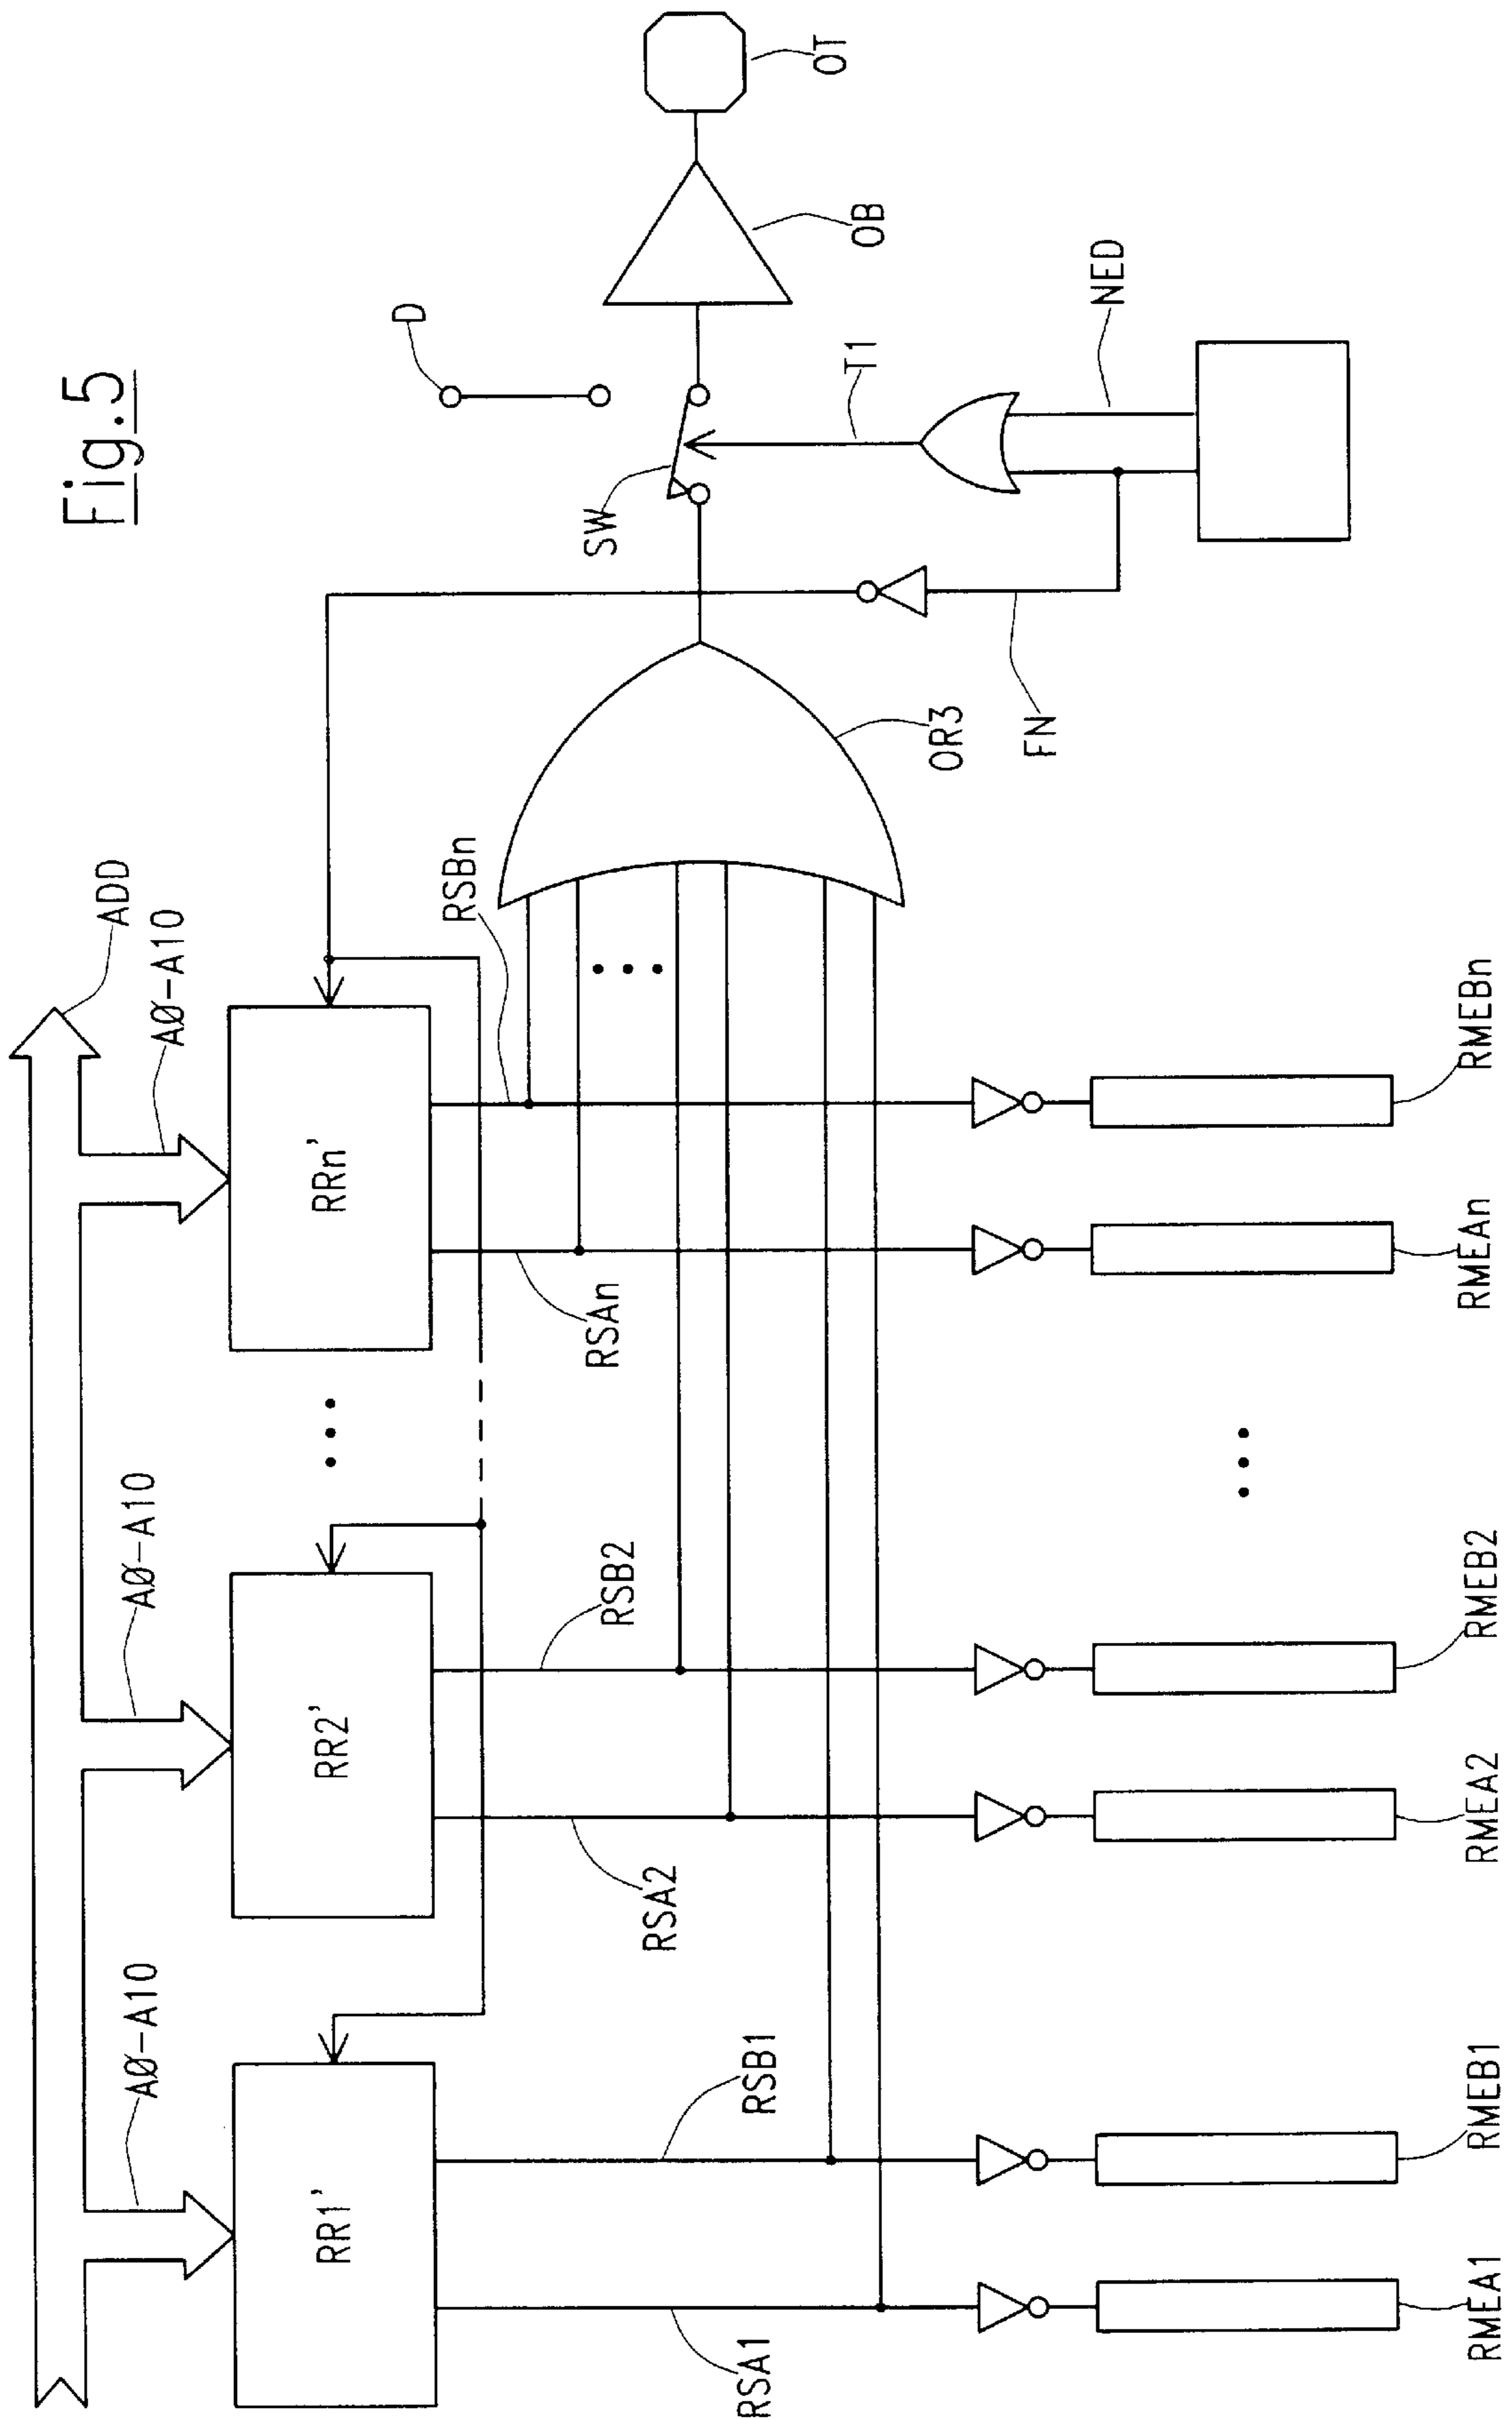 Fig.5
ADD
AØ-A10
AØ-A10
AØ-A10
RR1'
RR2'
RRn'
RSA1
RSB1
RSA2
RSB2
RSAn
RSBn
OR3
FN
SW
D
T1
NED
OB
OT
RMEA1
RMEB1
RMEA2
RMEB2
RMEAn
RMEBn